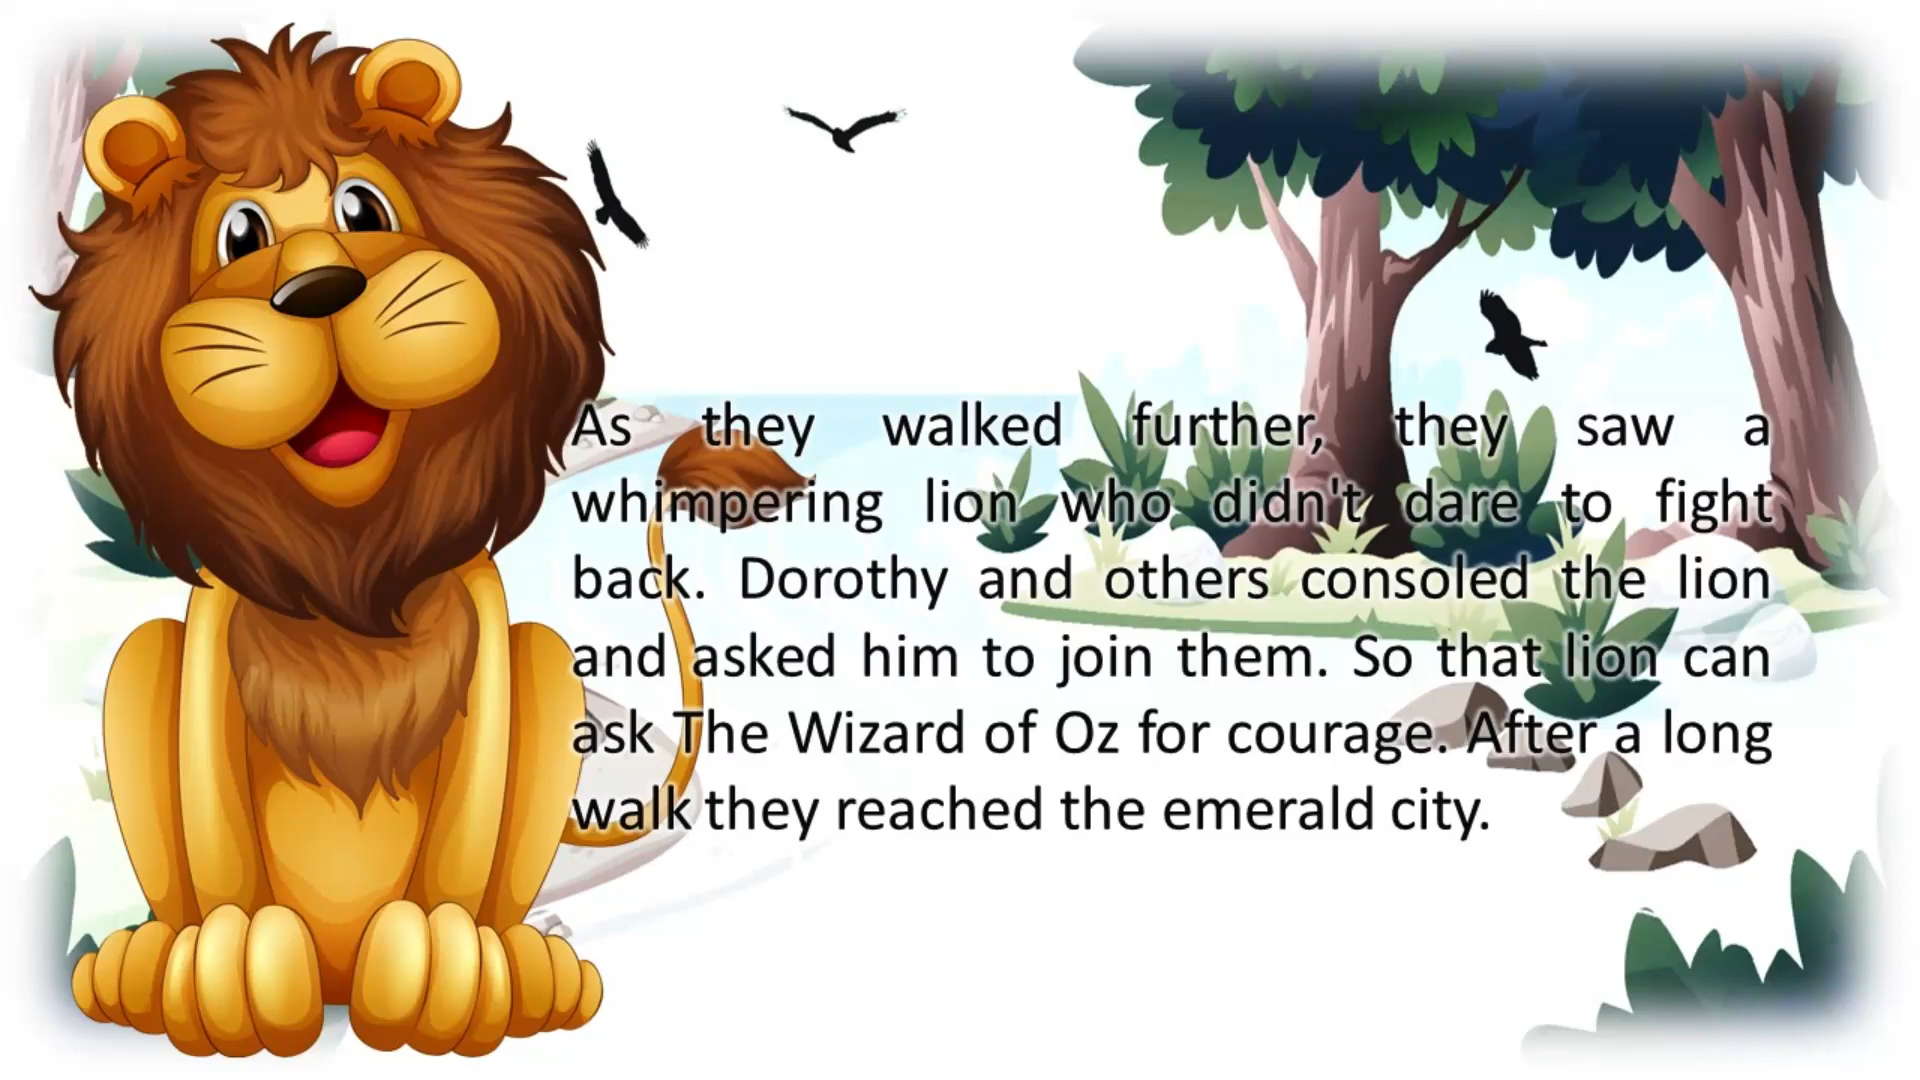 As they walked further, they saw a
whimpering lion who didn't dare to fight
back. Dorothy and others consoled the lion
and asked him to join them. So that lion can
ask The Wizard of Oz for courage. After a long
walk they reached the emerald city.